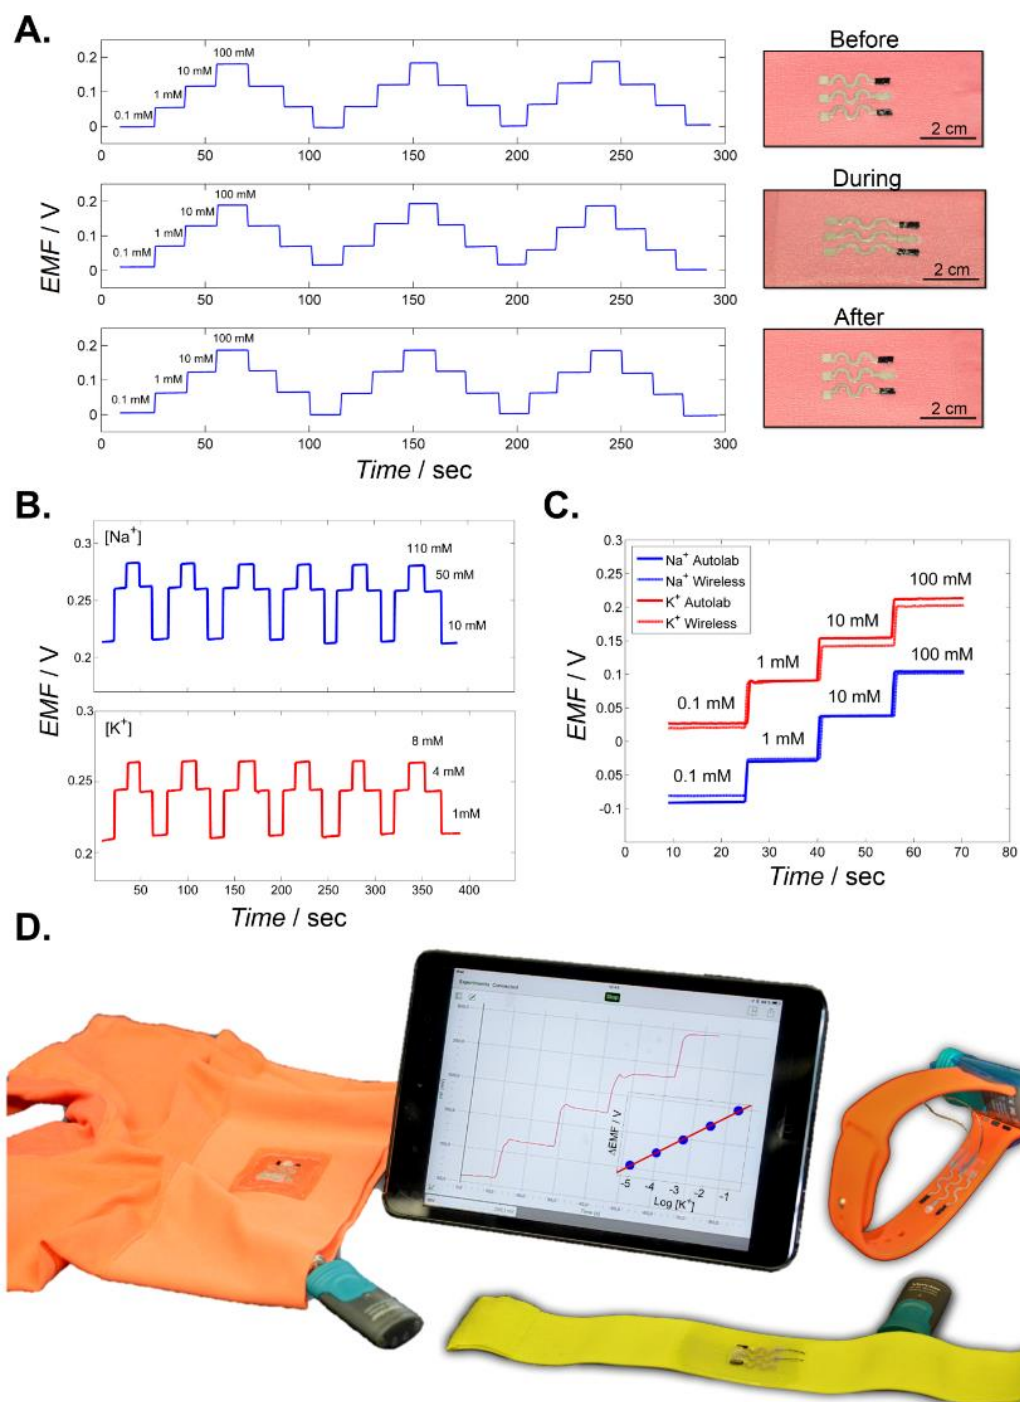 A.
0.2
0.1
0
0.1 mM
1 mM
10 mM
100 mM
0 50 100 150 200 250 300
Before
2 cm
0.2
0.1
0
0.1 mM
1 mM
10 mM
100 mM
0 50 100 150 200 250 300
During
2 cm
EMF / V
0.2
0.1
0
0.1 mM
1 mM
10 mM
100 mM
0 50 100 150 200 250 300
Time / sec
After
2 cm
B.
[Na+]
0.3
0.25
0.2
110 mM
50 mM
10 mM
EMF / V
[K+]
0.3
0.25
0.2
8 mM
4 mM
1mM
50 100 150 200 250 300 350 400
Time / sec
C.
0.3
0.25
0.2
0.15
0.1
0.05
0
-0.05
-0.1
EMF / V
Na+ Autolab
Na+ Wireless
K+ Autolab
K+ Wireless
0.1 mM
1 mM
10 mM
100 mM
0.1 mM
1 mM
10 mM
100 mM
0 10 20 30 40 50 60 70 80
Time / sec
D.
Experiments Connected
Stop
ΔEMF / V
-5 -4 -3 -2 -1
Log [K+]